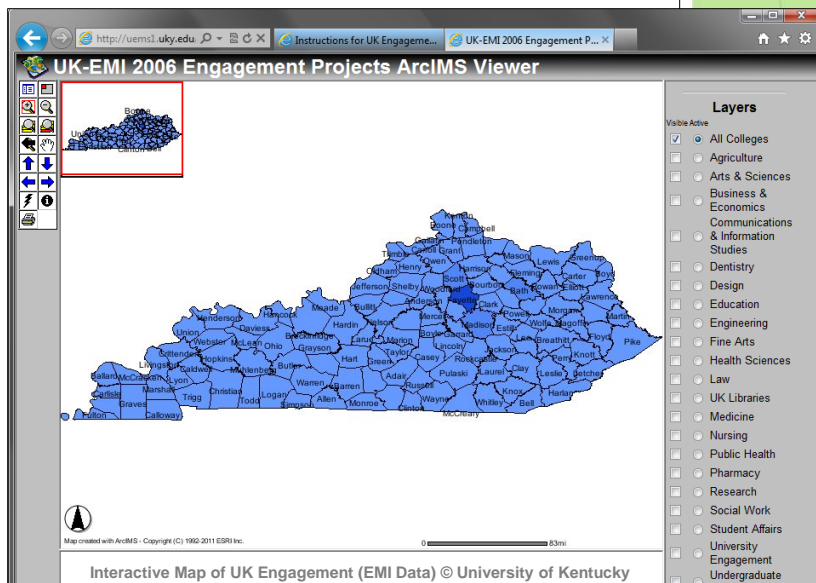 http://uems1.uky.edu
Instructions for UK Engageme...
UK-EMI 2006 Engagement P...
UK-EMI 2006 Engagement Projects ArcIMS Viewer
Layers
Visible Active
All Colleges
Agriculture
Arts & Sciences
Business &
Economics
Communications
& Information
Studies
Dentistry
Design
Education
Engineering
Fine Arts
Health Sciences
Law
UK Libraries
Medicine
Nursing
Public Health
Pharmacy
Research
Social Work
Student Affairs
University
Engagement
Undergraduate
Kenton
Boone Campbell
Gallatin Pendleton
Carroll Grant
Owen
Mason Lewis Greenup
Oldham Henry Harrison Fleming Carter Boyd
Scott
Jefferson Shelby Woodford Bourbon Bath Rowan Elliott
Lawrence
Anderson Fayette Clark
Henderson Hancock Meade Bullitt Nelson Mercer Madison Estill Powell Wolfe Morgan Magoffin Martin
Union Daviess Hardin Boyle Garrard Lee Breathitt Floyd Pike
Webster McLean Ohio Breckinridge Larue Marion Lincoln Jackson
Crittenden Hopkins Grayson Taylor Casey Rockcastle Perry Knott
Livingston Caldwell Muhlenberg Butler Hart Green Pulaski Laurel Clay Leslie Letcher
Ballard McCracken Lyon Warren Barren Adair Russell
Carlisle Marshall Trigg Christian Logan Wayne Knox Harlan
Graves Todd Simpson Allen Monroe Clinton Whitley Bell
Fulton Calloway McCreary
Map created with ArcIMS - Copyright (C) 1992-2011 ESRI Inc.
0 83mi
Interactive Map of UK Engagement (EMI Data) © University of Kentucky